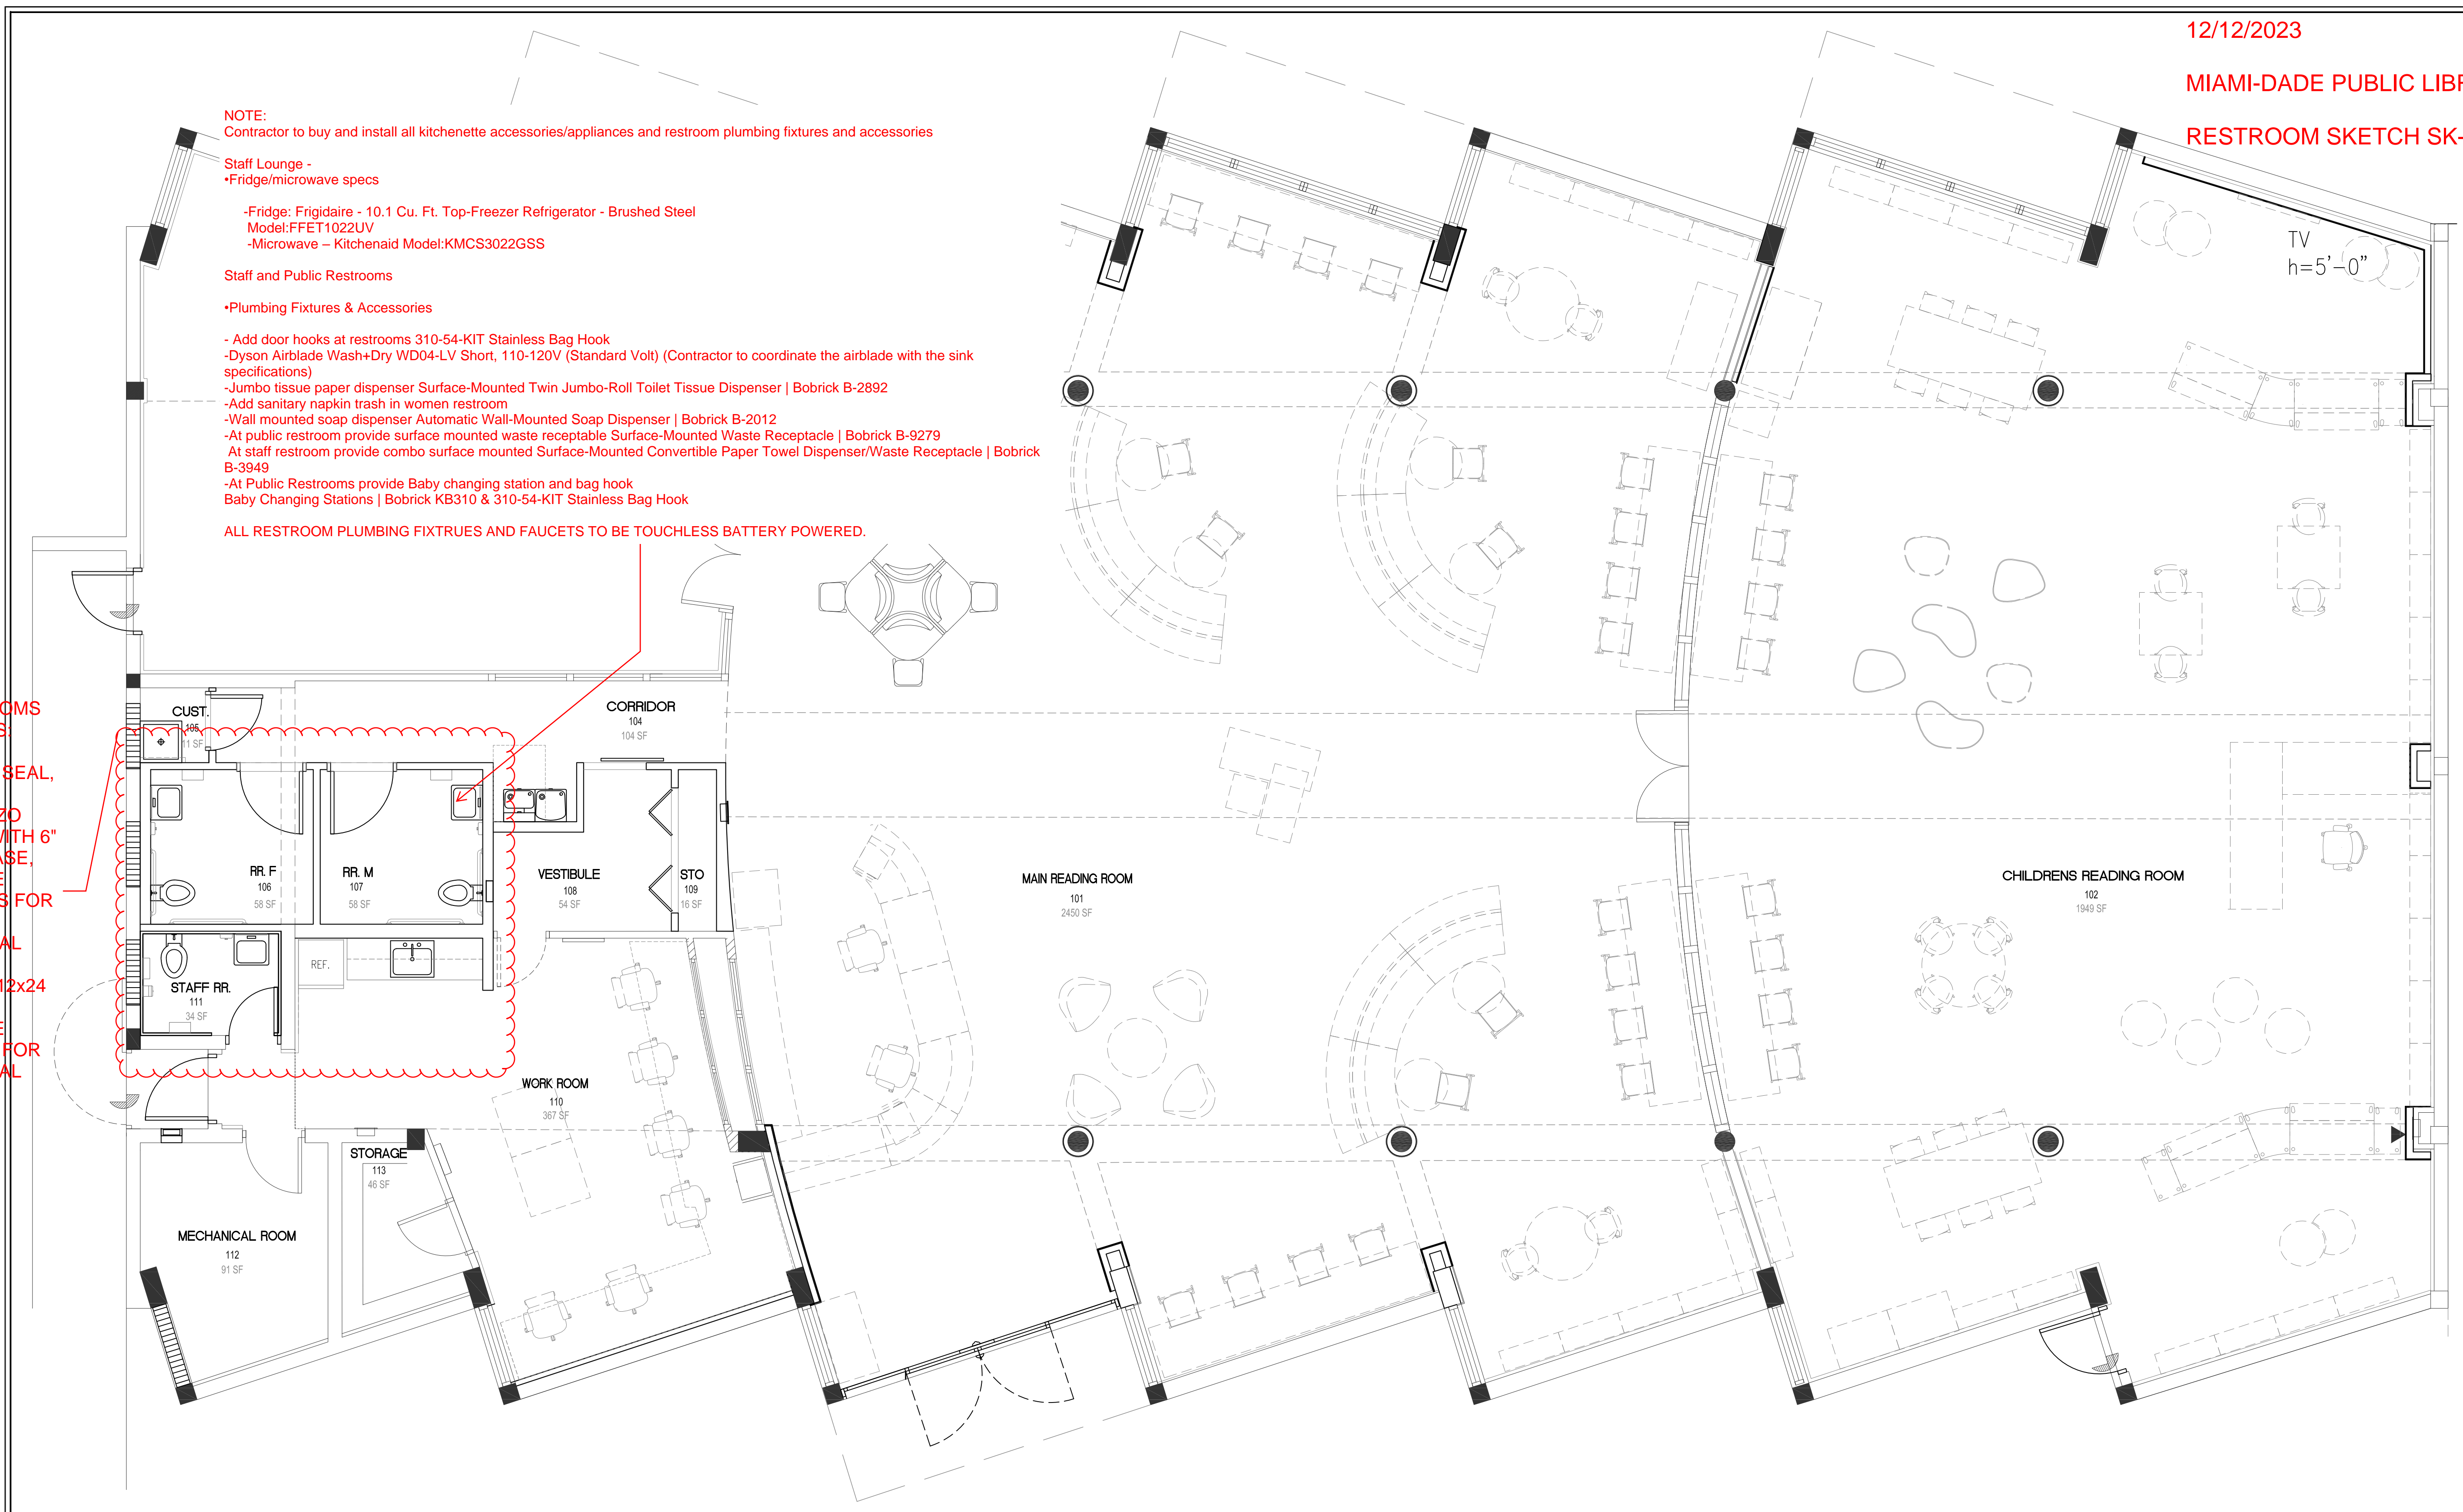 12/12/2023
MIAMI-DADE PUBLIC LIB
RESTROOM SKETCH SK-
NOTE:
Contractor to buy and install all kitchenette accessories/appliances and restroom plumbing fixtures and accessories
Staff Lounge -
•Fridge/microwave specs
-Fridge: Frigidaire - 10.1 Cu. Ft. Top-Freezer Refrigerator - Brushed Steel
Model:FFET1022UV
-Microwave – Kitchenaid Model:KMCS3022GSS
Staff and Public Restrooms
•Plumbing Fixtures & Accessories
- Add door hooks at restrooms 310-54-KIT Stainless Bag Hook
-Dyson Airblade Wash+Dry WD04-LV Short, 110-120V (Standard Volt) (Contractor to coordinate the airblade with the sink
specifications)
-Jumbo tissue paper dispenser Surface-Mounted Twin Jumbo-Roll Toilet Tissue Dispenser | Bobrick B-2892
-Add sanitary napkin trash in women restroom
-Wall mounted soap dispenser Automatic Wall-Mounted Soap Dispenser | Bobrick B-2012
-At public restroom provide surface mounted waste receptable Surface-Mounted Waste Receptacle | Bobrick B-9279
At staff restroom provide combo surface mounted Surface-Mounted Convertible Paper Towel Dispenser/Waste Receptacle | Bobrick
B-3949
-At Public Restrooms provide Baby changing station and bag hook
Baby Changing Stations | Bobrick KB310 & 310-54-KIT Stainless Bag Hook
ALL RESTROOM PLUMBING FIXTRUES AND FAUCETS TO BE TOUCHLESS BATTERY POWERED.
TV
h=5'-0"
OMS
S.
SEAL,
ZO
WITH 6"
ASE,
E
S FOR
AL
12x24
E
FOR
AL
CUST.
105
11 SF
CORRIDOR
104
104 SF
RR. F
106
58 SF
RR. M
107
58 SF
VESTIBULE
108
54 SF
STO
109
16 SF
MAIN READING ROOM
101
2450 SF
CHILDRENS READING ROOM
102
1949 SF
REF.
STAFF RR.
111
34 SF
WORK ROOM
110
367 SF
STORAGE
113
46 SF
MECHANICAL ROOM
112
91 SF